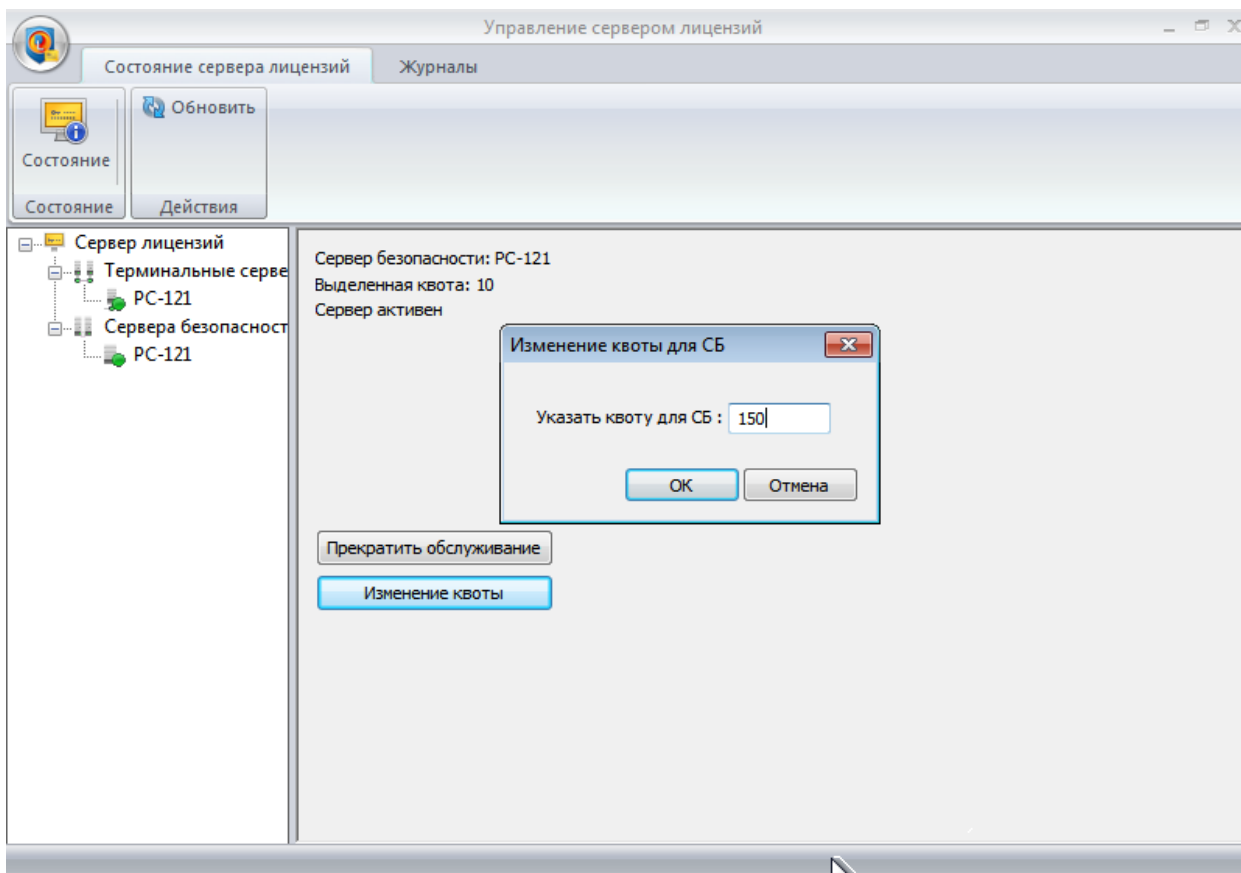 Управление сервером лицензий
Состояние сервера лицензий
Журналы
Состояние
Обновить
Состояние
Действия
Сервер лицензий
Терминальные серве
PC-121
Сервера безопасност
PC-121
Сервер безопасности: PC-121
Выделенная квота: 10
Сервер активен
Изменение квоты для СБ
Указать квоту для СБ : 150
ОК
Отмена
Прекратить обслуживание
Изменение квоты